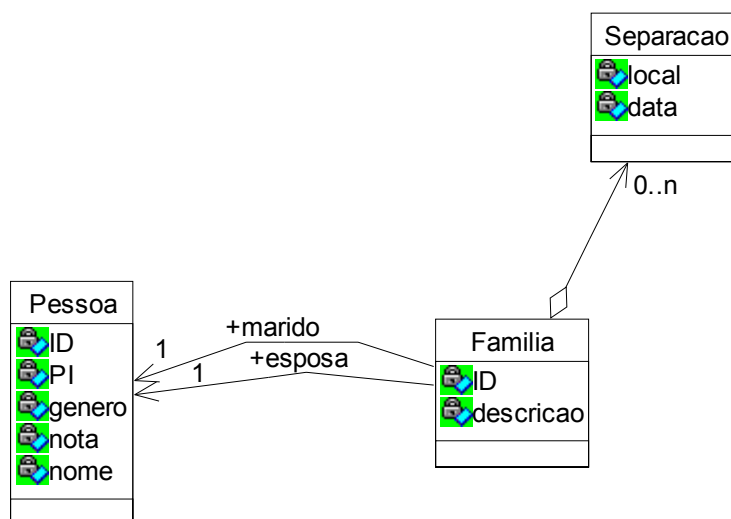 Separacao
local
data
0..n
Pessoa
ID
PI
genero
nota
nome
1
+marido
1
+esposa
Familia
ID
descricao